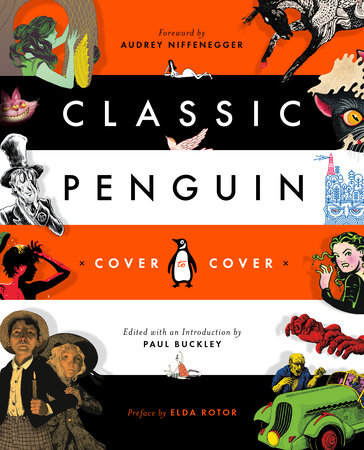 Foreword by
AUDREY NIFFENEGGER
CLASSIC
PENGUIN
COVER to COVER
Edited with an Introduction by
PAUL BUCKLEY
Preface by ELDA ROTOR